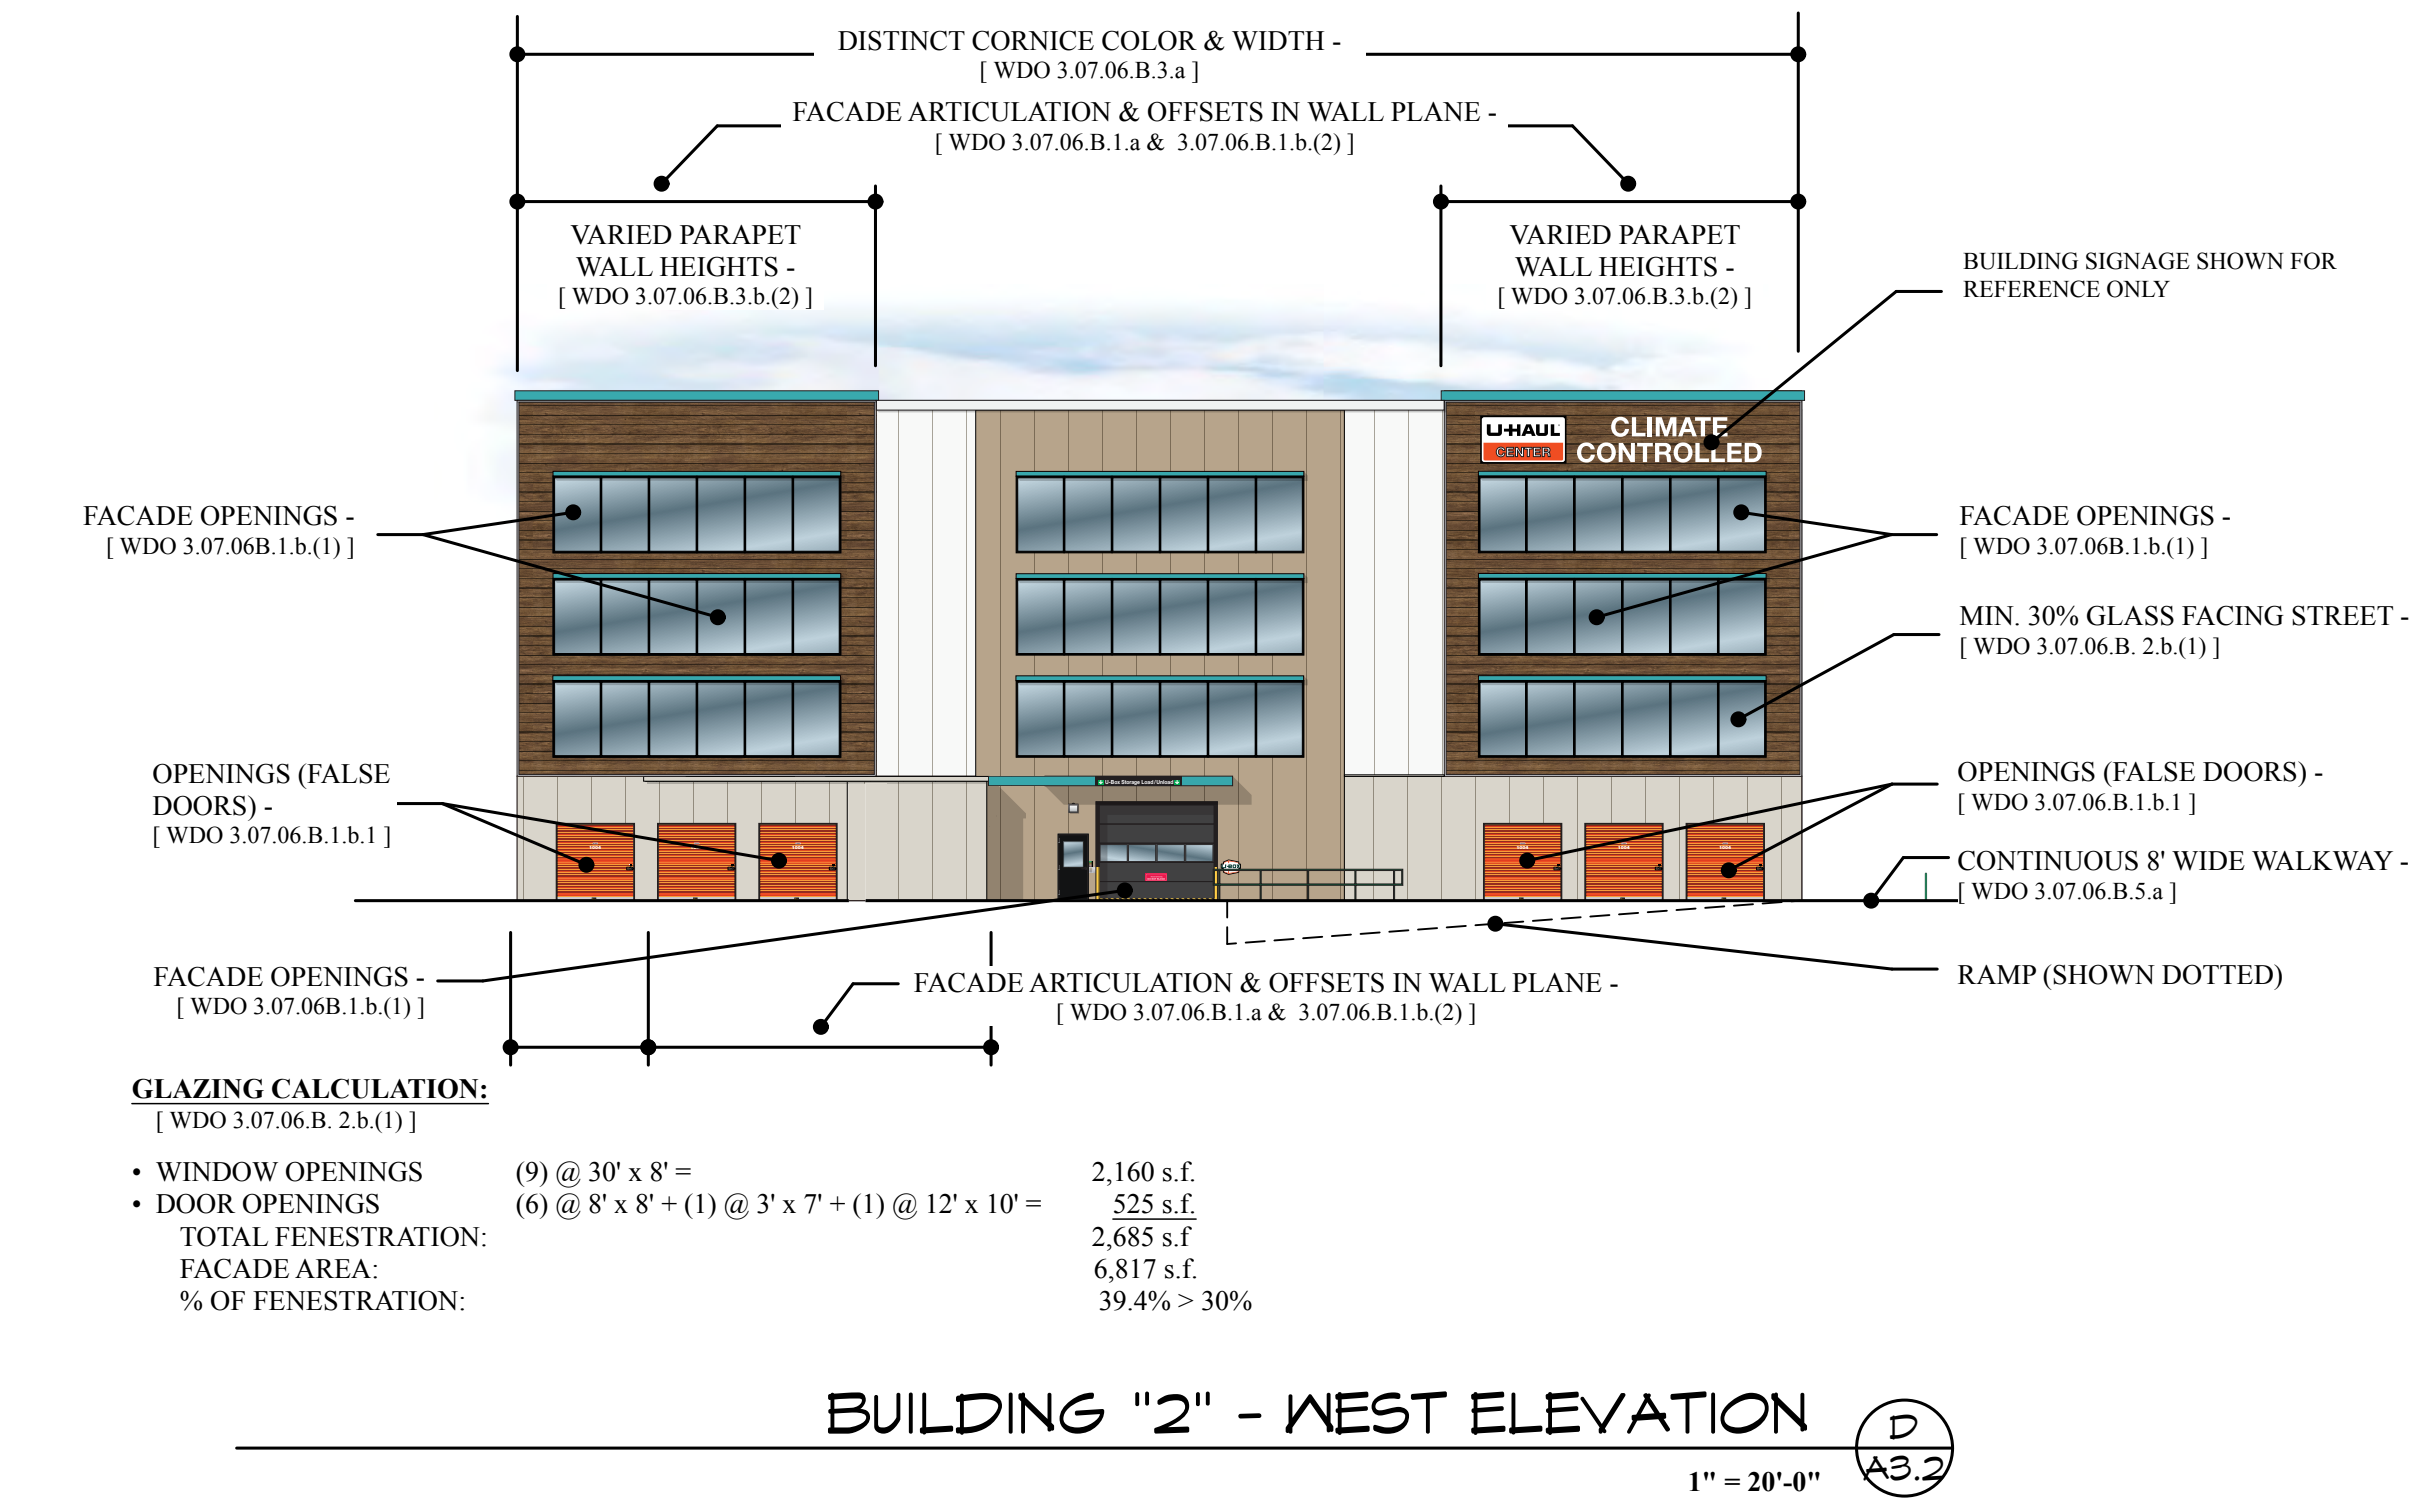 DISTINCT CORNICE COLOR & WIDTH -
[ WDO 3.07.06.B.3.a ]
FACADE ARTICULATION & OFFSETS IN WALL PLANE -
[ WDO 3.07.06.B.1.a & 3.07.06.B.1.b.(2) ]
VARIED PARAPET
WALL HEIGHTS -
[ WDO 3.07.06.B.3.b.(2) ]
VARIED PARAPET
WALL HEIGHTS -
[ WDO 3.07.06.B.3.b.(2) ]
BUILDING SIGNAGE SHOWN FOR
REFERENCE ONLY
U-HAUL
CENTER
CLIMATE
CONTROLLED
FACADE OPENINGS -
[ WDO 3.07.06B.1.b.(1) ]
FACADE OPENINGS -
[ WDO 3.07.06B.1.b.(1) ]
MIN. 30% GLASS FACING STREET -
[ WDO 3.07.06.B. 2.b.(1) ]
OPENINGS (FALSE
DOORS) -
[ WDO 3.07.06.B.1.b.1 ]
U-Box Storage Load/Unload
U-BOX
1004
1004
1004
1004
OPENINGS (FALSE DOORS) -
[ WDO 3.07.06.B.1.b.1 ]
CONTINUOUS 8' WIDE WALKWAY -
[ WDO 3.07.06.B.5.a ]
RAMP (SHOWN DOTTED)
FACADE OPENINGS -
[ WDO 3.07.06B.1.b.(1) ]
FACADE ARTICULATION & OFFSETS IN WALL PLANE -
[ WDO 3.07.06.B.1.a & 3.07.06.B.1.b.(2) ]
GLAZING CALCULATION:
[ WDO 3.07.06.B. 2.b.(1) ]
• WINDOW OPENINGS (9) @ 30' x 8' = 2,160 s.f.
• DOOR OPENINGS (6) @ 8' x 8' + (1) @ 3' x 7' + (1) @ 12' x 10' = 525 s.f.
TOTAL FENESTRATION: 2,685 s.f
FACADE AREA: 6,817 s.f.
% OF FENESTRATION: 39.4% > 30%
BUILDING "2" - WEST ELEVATION
D
A3.2
1" = 20'-0"